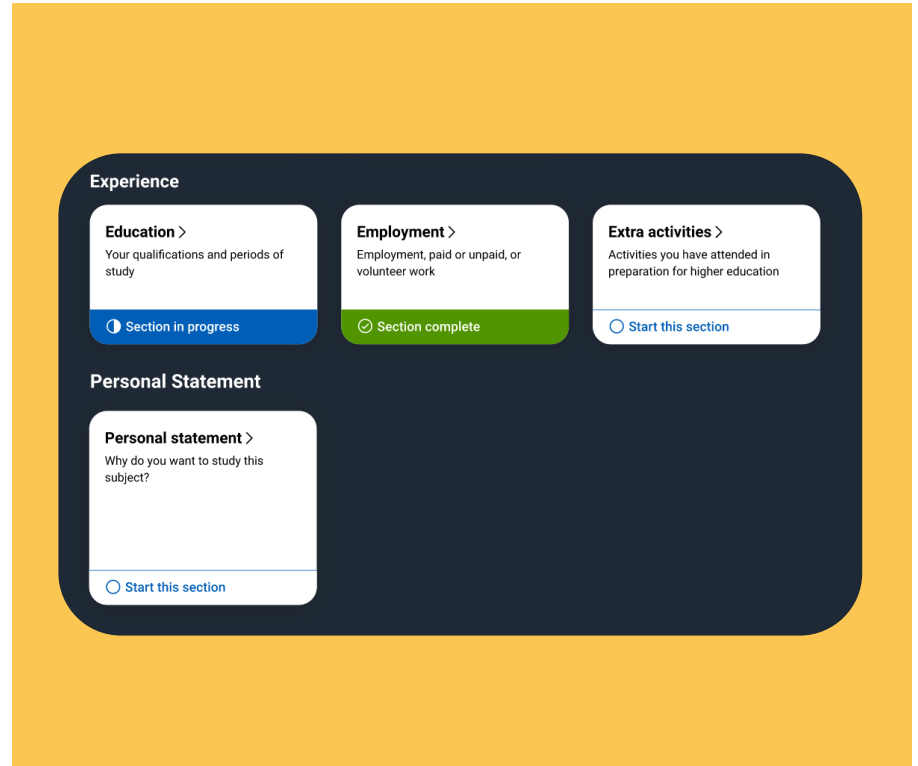 Experience
Education >
Your qualifications and periods of
study
Section in progress
Employment >
Employment, paid or unpaid, or
volunteer work
Section complete
Extra activities >
Activities you have attended in
preparation for higher education
Start this section
Personal Statement
Personal statement >
Why do you want to study this
subject?
Start this section